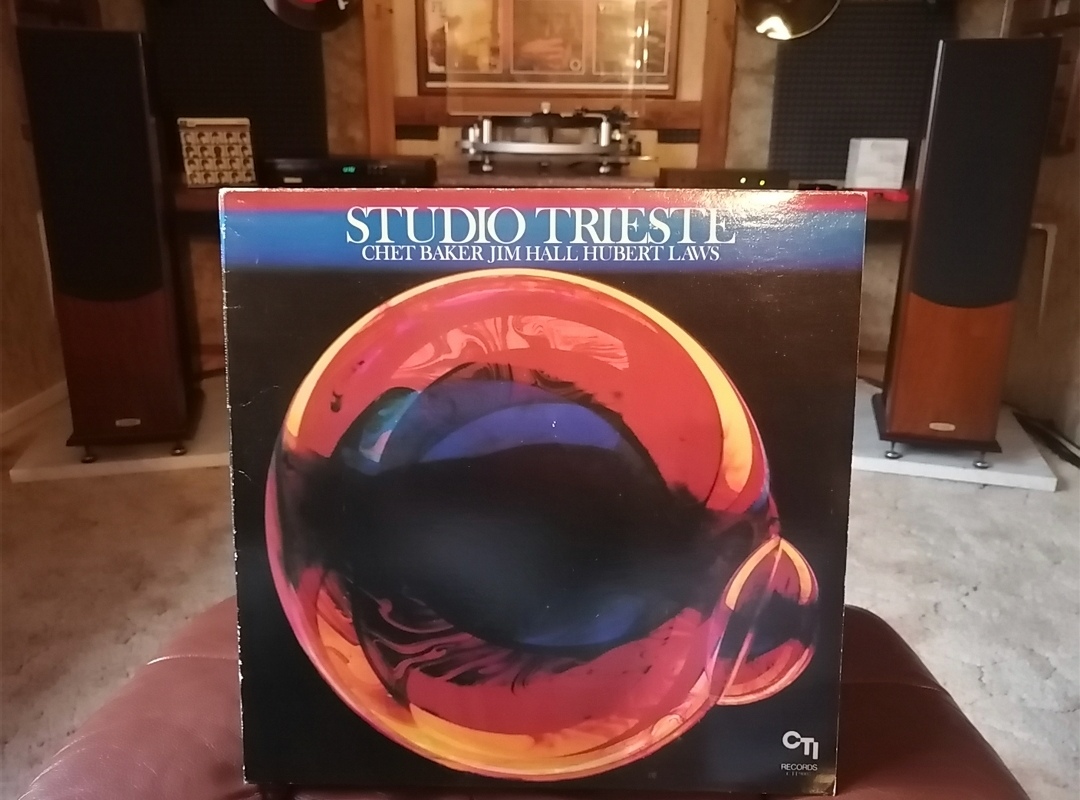 STUDIO TRIESTE
CHET BAKER JIM HALL HUBERT LAWS
CTI
RECORDS